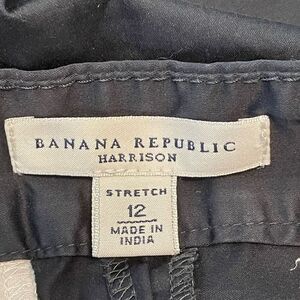 BANANA REPUBLIC
HARRISON
STRETCH
12
MADE IN
INDIA